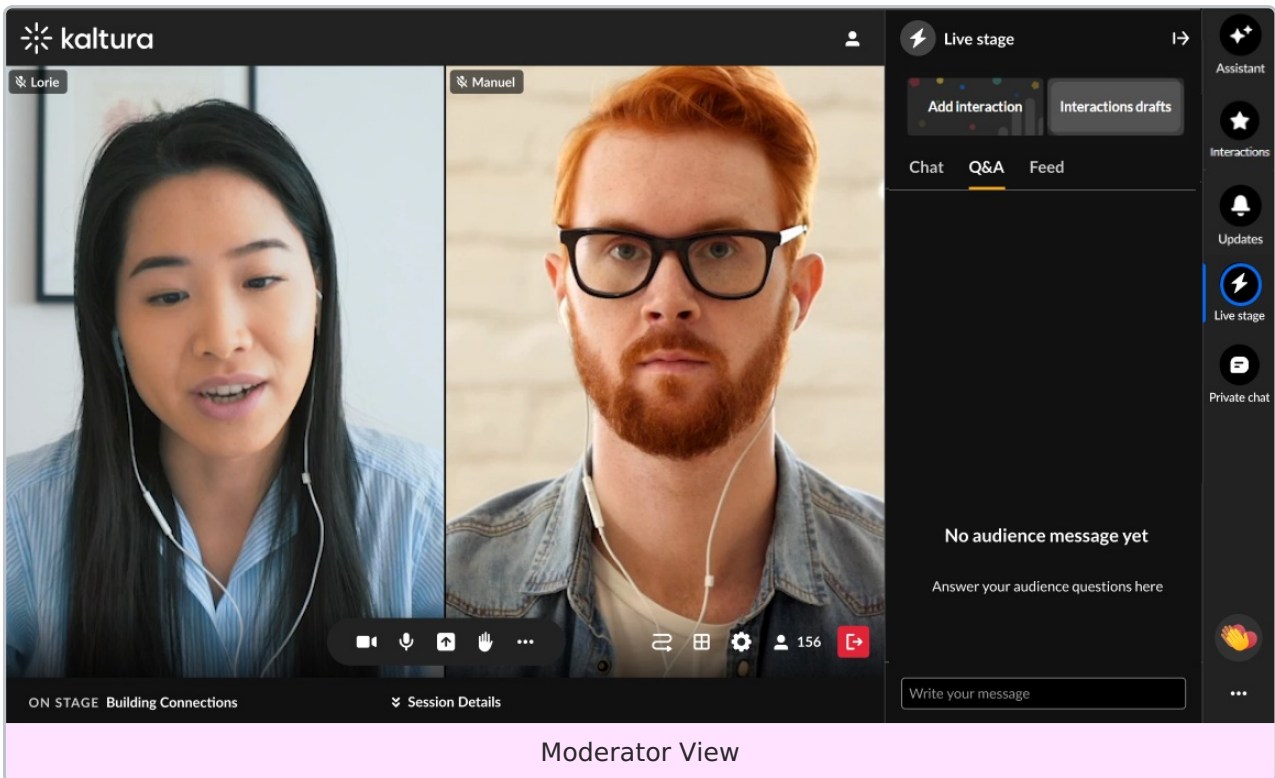 kaltura
Lorie
Manuel
156
ON STAGE Building Connections
Session Details
Live stage
Add interaction
Interactions drafts
Chat Q&A Feed
No audience message yet
Answer your audience questions here
Write your message
Assistant
Interactions
Updates
Live stage
Private chat
Moderator View